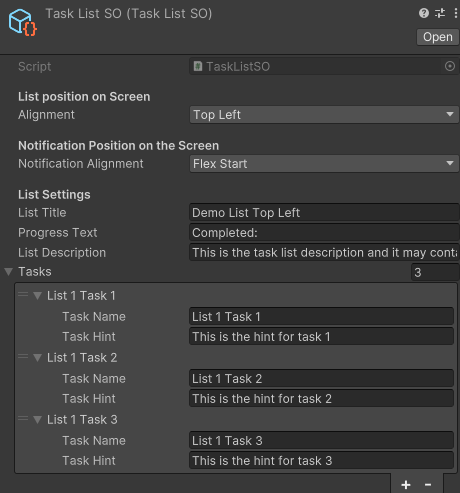 Task List SO (Task List SO)
Open
Script TaskListSO
List position on Screen
Alignment Top Left
Notification Position on the Screen
Notification Alignment Flex Start
List Settings
List Title Demo List Top Left
Progress Text Completed:
List Description This is the task list description and it may conta
Tasks 3
List 1 Task 1
Task Name List 1 Task 1
Task Hint This is the hint for task 1
List 1 Task 2
Task Name List 1 Task 2
Task Hint This is the hint for task 2
List 1 Task 3
Task Name List 1 Task 3
Task Hint This is the hint for task 3
+ -